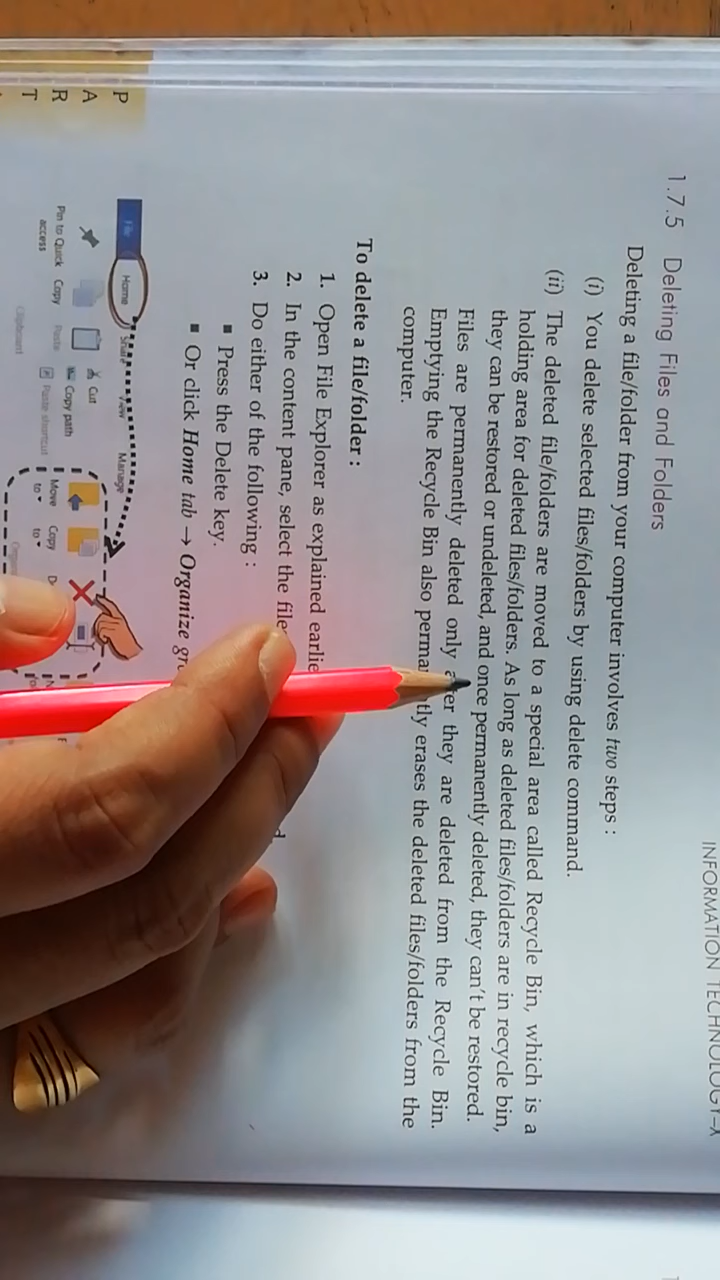 INFORMATION TECHNOLOGY–X
1.7.5 Deleting Files and Folders
Deleting a file/folder from your computer involves two steps :
(i) You delete selected files/folders by using delete command.
(ii) The deleted file/folders are moved to a special area called Recycle Bin, which is a
holding area for deleted files/folders. As long as deleted files/folders are in recycle bin,
they can be restored or undeleted, and once permanently deleted, they can't be restored.
Files are permanently deleted only they are deleted from the Recycle Bin.
Emptying the Recycle Bin also erases the deleted files/folders from the
computer.
To delete a file/folder :
1. Open File Explorer as explained
2. In the content pane, select the
3. Do either of the following :
▪ Press the Delete key.
▪ Or click Home tab → Organize
P
A
R
T
File Home Share View Manage
Pin to Quick access
Copy
Paste
Cut
Copy path
Paste shortcut
Move to
Copy to
Clipboard